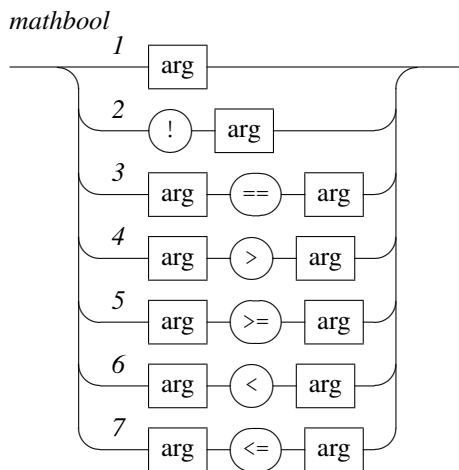 mathbool
1 arg
2 ! arg
3 arg == arg
4 arg > arg
5 arg >= arg
6 arg < arg
7 arg <= arg